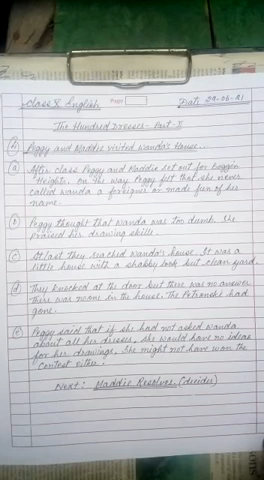 Class 8 English Page Date 29-06-21
The Hundred Dresses- Part-II
Peggy and Maddie visited Wanda's House.
(a) After class Peggy and Maddie set out for Boggin
Heights. On the way Peggy felt that she never
called Wanda a foreigner or made fun of her
name.
(b) Peggy thought that Wanda was too dumb. She
praised her drawing skills.
(c) At last they reached Wanda's house. It was a
little house with a shabby look but clean yard.
(d) They knocked at the door but there was no answer
There was no one in the house. The Petronski had
gone.
(e) Peggy said that if she had not asked Wanda
about all her dresses, she would have no ideas
for her drawings. She might not have won the
Contest
Next: Maddie Resolves (decides)